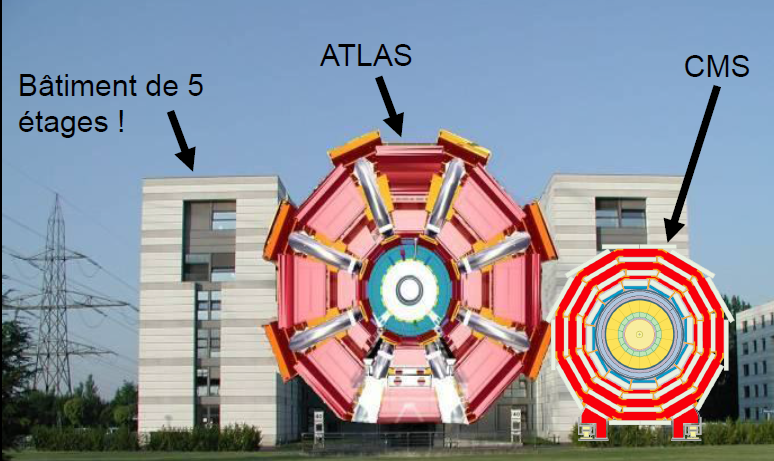 ATLAS
CMS
Bâtiment de 5
étages !